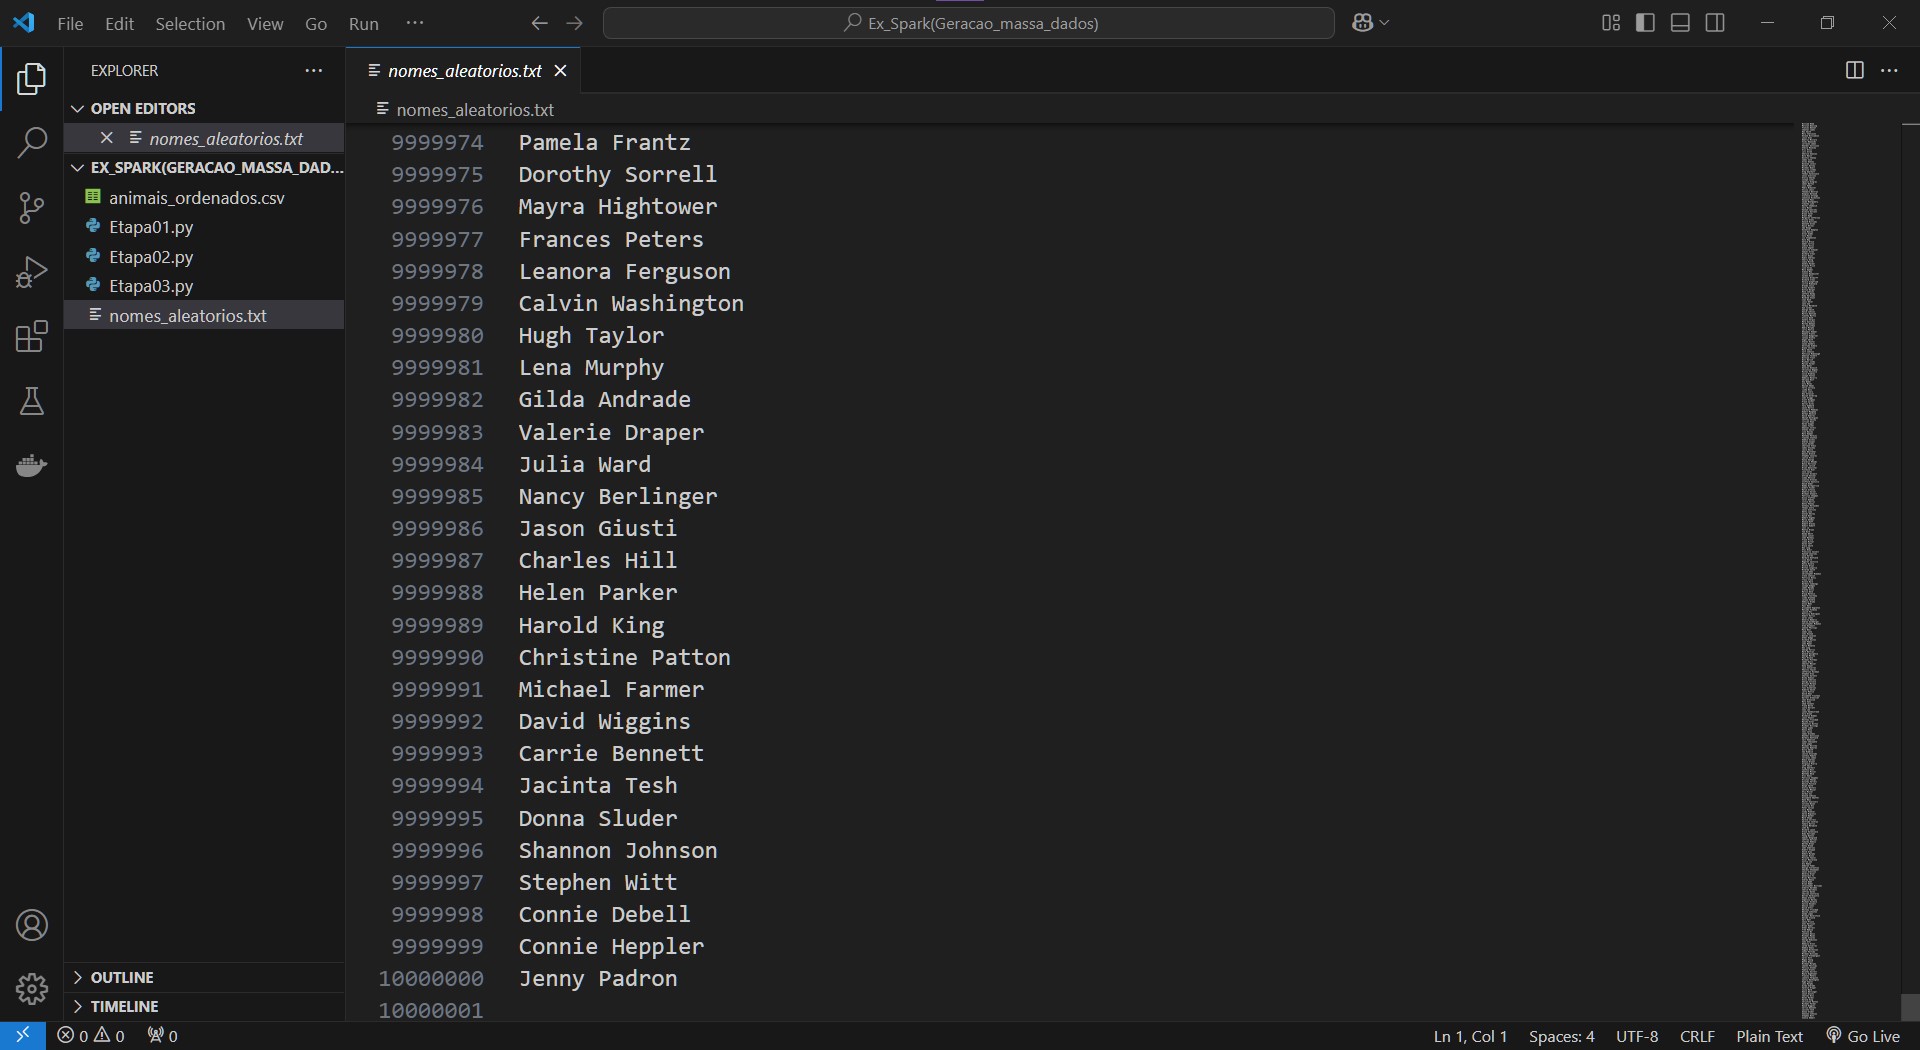 File Edit Selection View Go Run ··· Ex_Spark(Geracao_massa_dados)
EXPLORER ···
nomes_aleatorios.txt
OPEN EDITORS
nomes_aleatorios.txt
EX_SPARK(GERACAO_MASSA_DAD...
animais_ordenados.csv
Etapa01.py
Etapa02.py
Etapa03.py
nomes_aleatorios.txt
OUTLINE
TIMELINE
nomes_aleatorios.txt
9999974 Pamela Frantz
9999975 Dorothy Sorrell
9999976 Mayra Hightower
9999977 Frances Peters
9999978 Leanora Ferguson
9999979 Calvin Washington
9999980 Hugh Taylor
9999981 Lena Murphy
9999982 Gilda Andrade
9999983 Valerie Draper
9999984 Julia Ward
9999985 Nancy Berlinger
9999986 Jason Giusti
9999987 Charles Hill
9999988 Helen Parker
9999989 Harold King
9999990 Christine Patton
9999991 Michael Farmer
9999992 David Wiggins
9999993 Carrie Bennett
9999994 Jacinta Tesh
9999995 Donna Sluder
9999996 Shannon Johnson
9999997 Stephen Witt
9999998 Connie Debell
9999999 Connie Heppler
10000000 Jenny Padron
10000001
0 0 0 Ln 1, Col 1 Spaces: 4 UTF-8 CRLF Plain Text Go Live